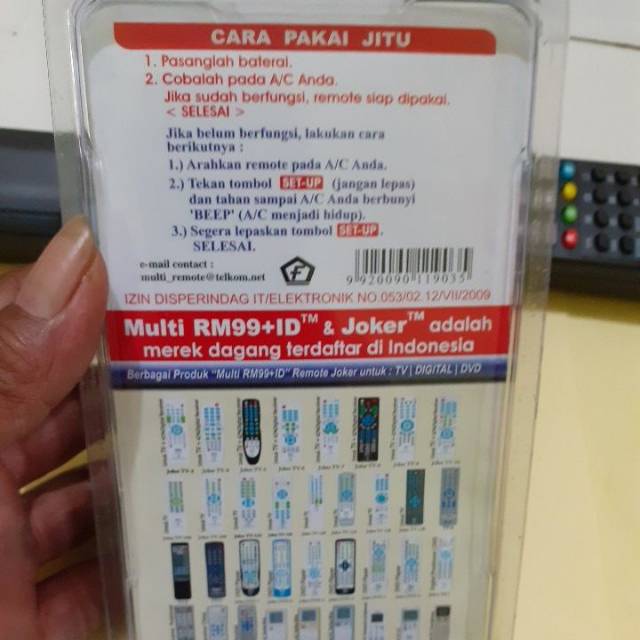 CARA PAKAI JITU
1. Pasanglah baterai.
2. Cobalah pada A/C Anda.
Jika sudah berfungsi, remote siap dipakai.
< SELESAI >
Jika belum berfungsi, lakukan cara
berikutnya :
1.) Arahkan remote pada A/C Anda.
2.) Tekan tombol SET-UP (jangan lepas)
dan tahan sampai A/C Anda berbunyi
'BEEP' (A/C menjadi hidup).
3.) Segera lepaskan tombol SET-UP.
SELESAI.
e-mail contact :
multi_remote@telkom.net
9 920090 119035
IZIN DISPERINDAG IT/ELEKTRONIK NO.053/02.12/VII/2009
Multi RM99+ID™ & Joker™ adalah
merek dagang terdaftar di Indonesia
Berbagai Produk "Multi RM99+ID" Remote Joker untuk : TV | DIGITAL | DVD